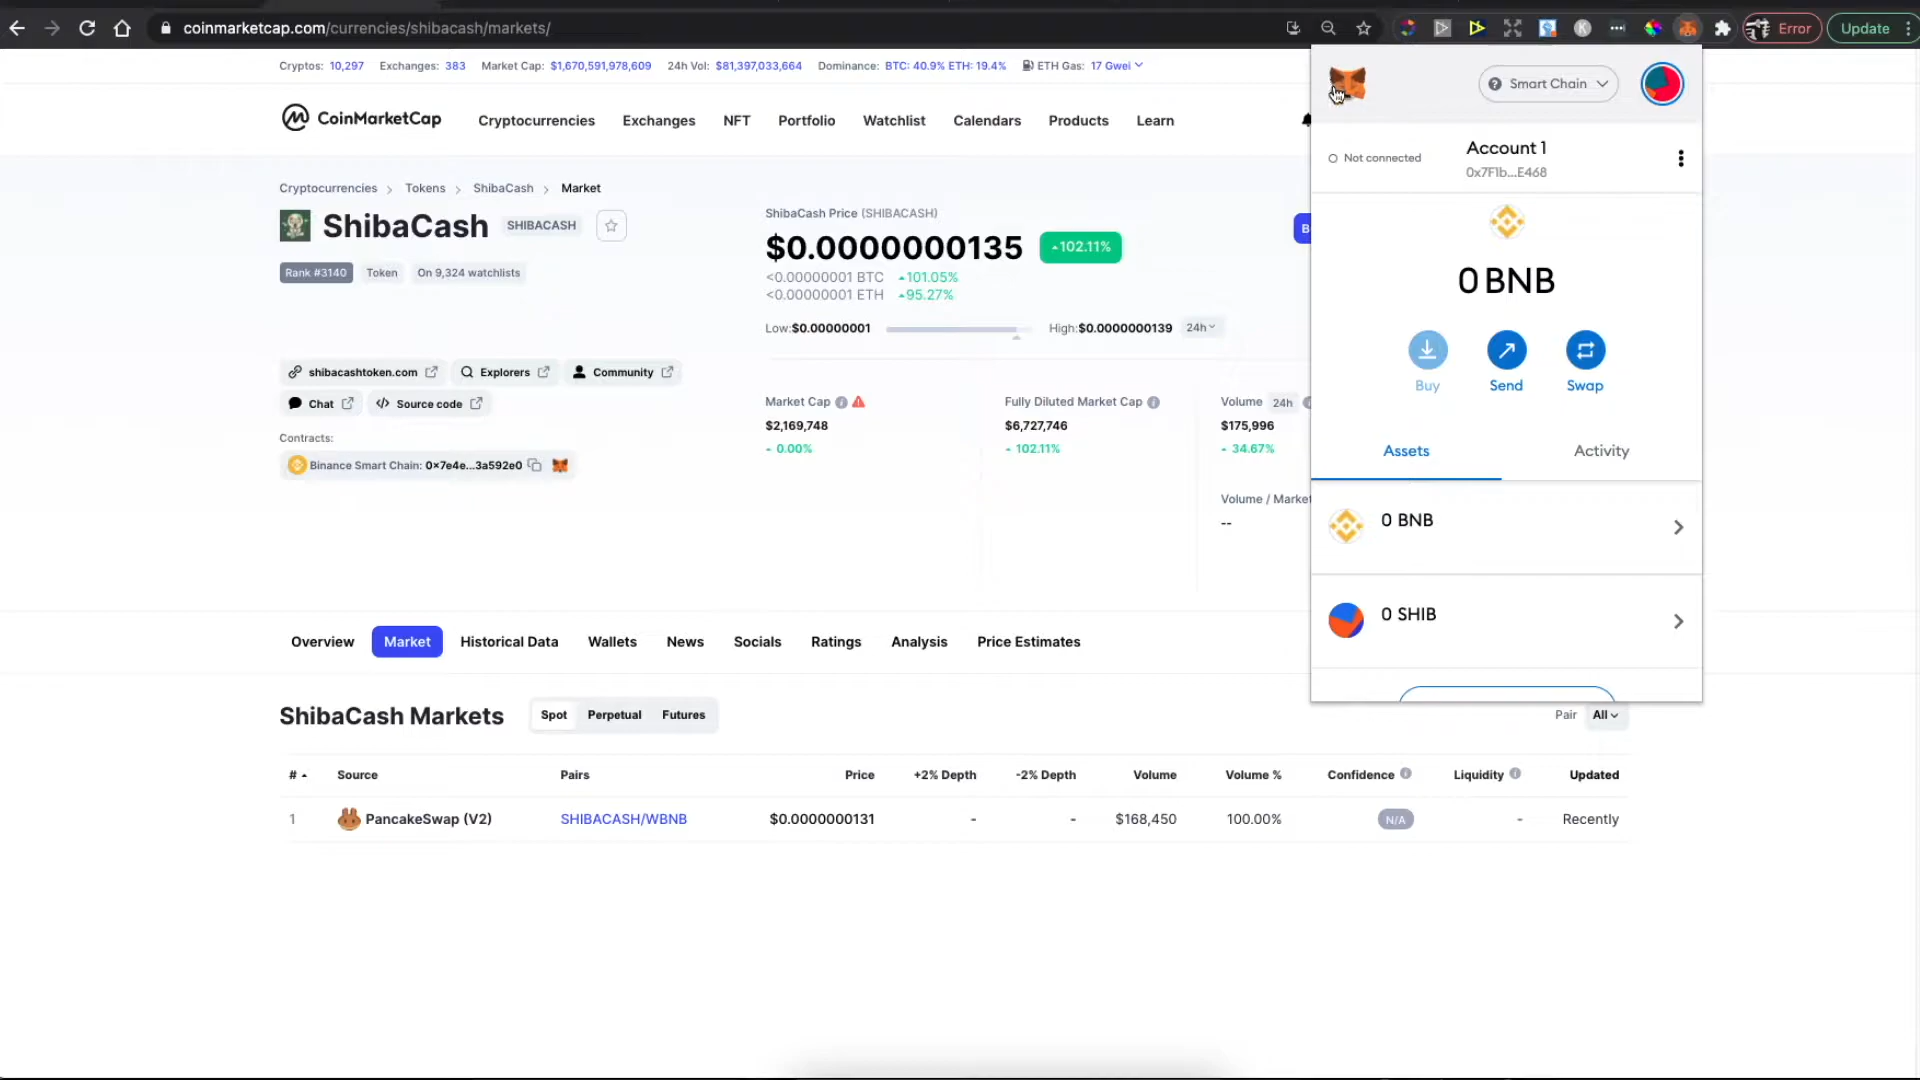 coinmarketcap.com/currencies/shibacash/markets/
Error
Update
Cryptos: 10,297 Exchanges: 383 Market Cap: $1,670,591,978,609 24h Vol: $81,397,033,664 Dominance: BTC: 40.9% ETH: 19.4% ETH Gas: 17 Gwei
CoinMarketCap Cryptocurrencies Exchanges NFT Portfolio Watchlist Calendars Products Learn
Cryptocurrencies Tokens ShibaCash Market
ShibaCash SHIBACASH
Rank #3140 Token On 9,324 watchlists
shibacashtoken.com Explorers Community
Chat Source code
Contracts:
Binance Smart Chain: 0x7e4e...3a592e0
ShibaCash Price (SHIBACASH)
$0.0000000135 102.11%
<0.00000001 BTC 101.05%
<0.00000001 ETH 95.27%
Low:$0.00000001 High:$0.0000000139 24h
Market Cap
$2,169,748
0.00%
Fully Diluted Market Cap
$6,727,746
102.11%
Volume 24h
$175,996
34.67%
Volume / Market
--
B
Smart Chain
Not connected
Account 1
0x7F1b...E468
0 BNB
Buy Send Swap
Assets Activity
0 BNB
0 SHIB
Overview Market Historical Data Wallets News Socials Ratings Analysis Price Estimates
ShibaCash Markets Spot Perpetual Futures Pair All
# Source Pairs Price +2% Depth -2% Depth Volume Volume % Confidence Liquidity Updated
1 PancakeSwap (V2) SHIBACASH/WBNB $0.0000000131 - - $168,450 100.00% N/A - Recently